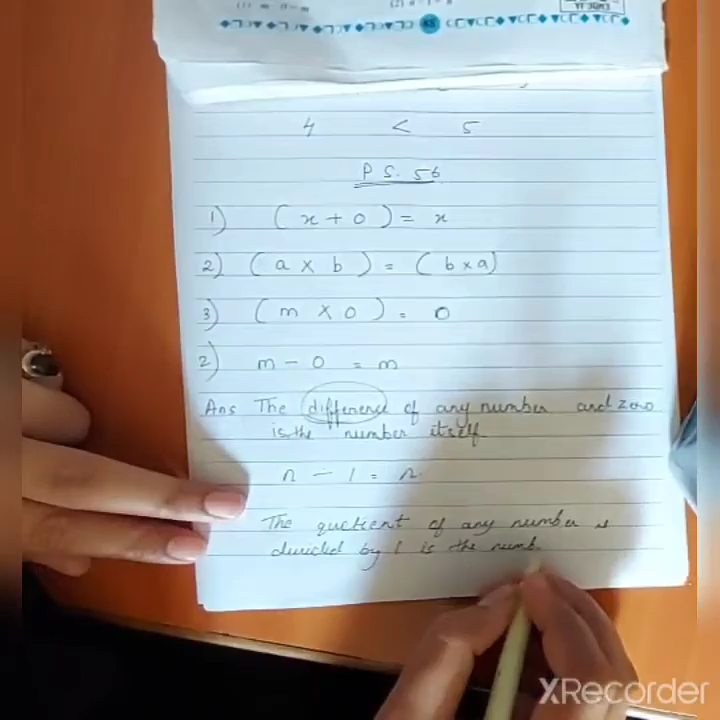 4 < 5
P S. 56
1) (x + 0) = x
2) (a × b) = (b × a)
3) (m × 0) = 0
2) m - 0 = m
Ans The difference of any number and zero
is the number itself
n - 1 = n.
The quotient of any number is
divided by 1 is the numb
XRecorder